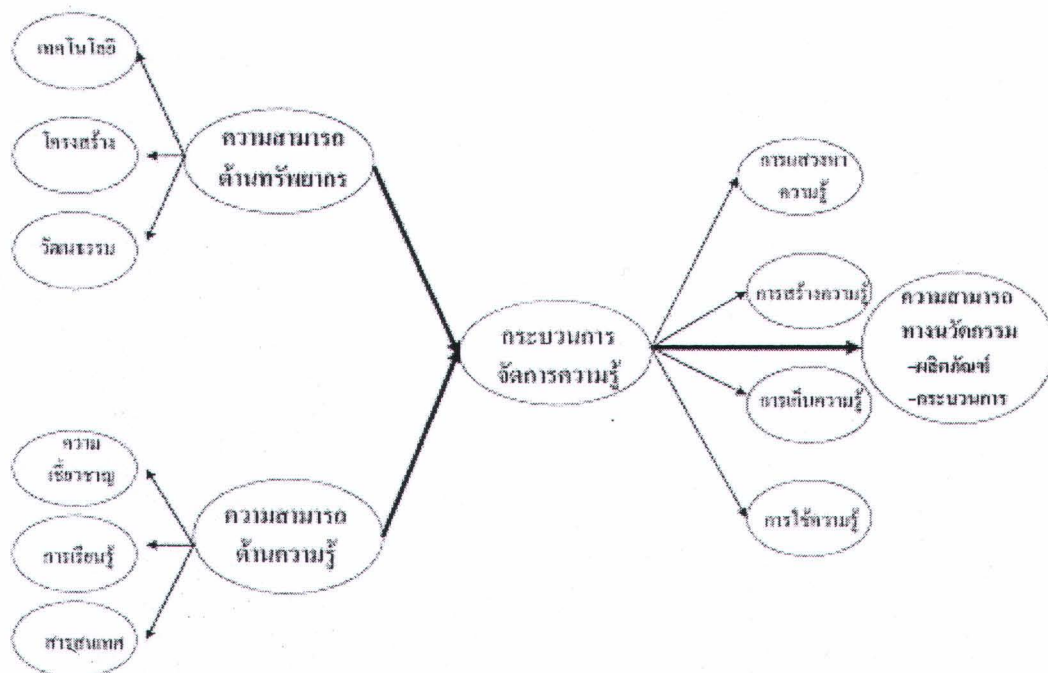 เทคโนโลยี
โครงสร้าง
วัฒนธรรม
ความสามารถ
ด้านทรัพยากร
ความ
เชี่ยวชาญ
การเรียนรู้
สารสนเทศ
ความสามารถ
ด้านความรู้
กระบวนการ
จัดการความรู้
การแสวงหา
ความรู้
การสร้างความรู้
การเก็บความรู้
การใช้ความรู้
ความสามารถ
ทางนวัตกรรม
-ผลิตภัณฑ์
-กระบวนการ